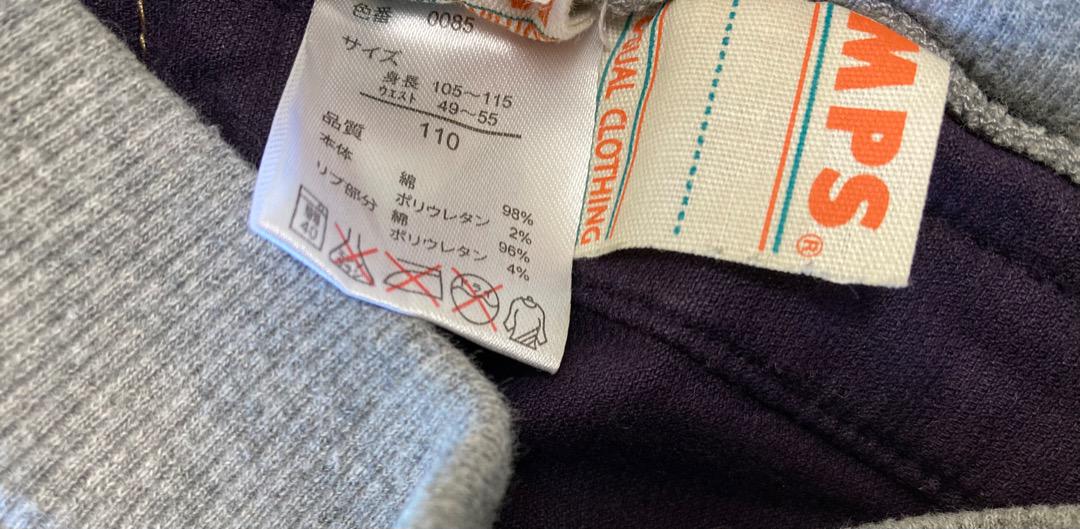 色番 0085
サイズ
身長 105～115
ウエスト 49～55
110
品質
本体
綿 98%
ポリウレタン 2%
リブ部分
綿 96%
ポリウレタン 4%
40
CLOTHING
MPS®